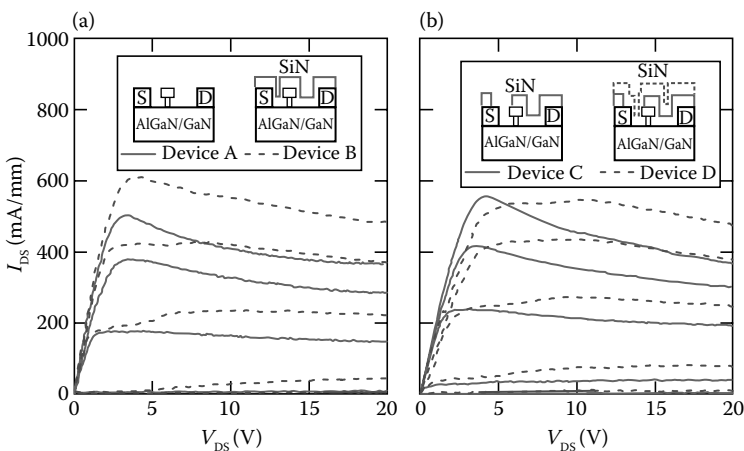 (a)
(b)
1000
800
600
400
200
0
I_DS (mA/mm)
SiN
S
D
S
D
AlGaN/GaN
AlGaN/GaN
Device A
Device B
0
5
10
15
20
V_DS (V)
SiN
S
D
S
D
AlGaN/GaN
AlGaN/GaN
Device C
Device D
0
5
10
15
20
V_DS (V)